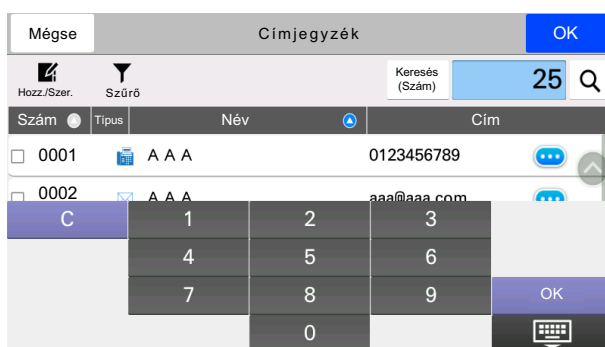 Mégse Címjegyzék OK
Hozz./Szer. Szűrő Keresés (Szám) 25
Szám Típus Név Cím
0001 A A A 0123456789
0002 A A A aaa@aaa.com
C 1 2 3
4 5 6
7 8 9 OK
0